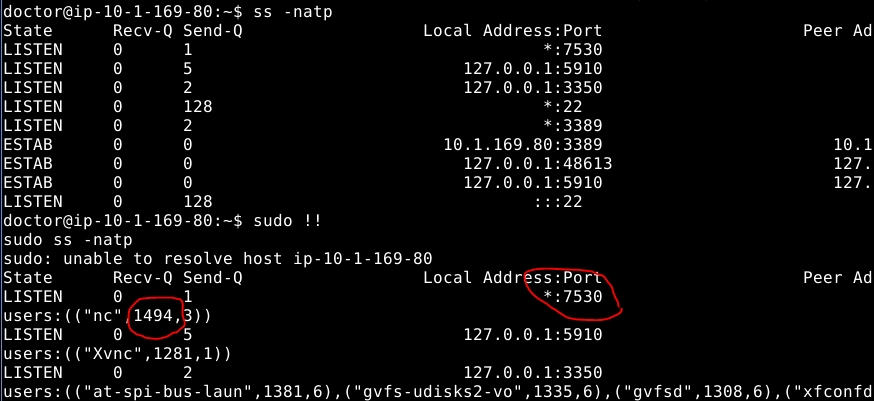 doctor@ip-10-1-169-80:~$ ss -natp
State Recv-Q Send-Q Local Address:Port Peer Ad
LISTEN 0 1 *:7530
LISTEN 0 5 127.0.0.1:5910
LISTEN 0 2 127.0.0.1:3350
LISTEN 0 128 *:22
LISTEN 0 2 *:3389
ESTAB 0 0 10.1.169.80:3389 10.1
ESTAB 0 0 127.0.0.1:48613 127.
ESTAB 0 0 127.0.0.1:5910 127.
LISTEN 0 128 :::22
doctor@ip-10-1-169-80:~$ sudo !!
sudo ss -natp
sudo: unable to resolve host ip-10-1-169-80
State Recv-Q Send-Q Local Address:Port Peer Ad
LISTEN 0 1 *:7530
users:(("nc",1494,3))
LISTEN 0 5 127.0.0.1:5910
users:(("Xvnc",1281,1))
LISTEN 0 2 127.0.0.1:3350
users:(("at-spi-bus-laun",1381,6),("gvfs-udisks2-vo",1335,6),("gvfsd",1308,6),("xfconfd